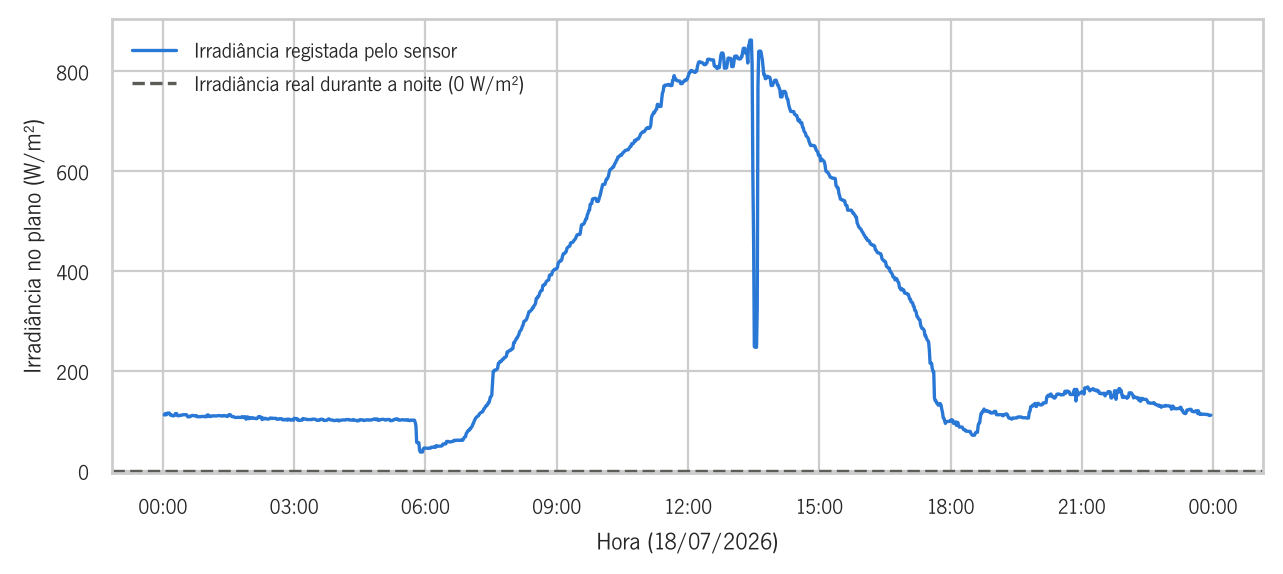 Irradiância registada pelo sensor
Irradiância real durante a noite (0 W/m²)
Irradiância no plano (W/m²)
800
600
400
200
0
00:00 03:00 06:00 09:00 12:00 15:00 18:00 21:00 00:00
Hora (18/07/2026)